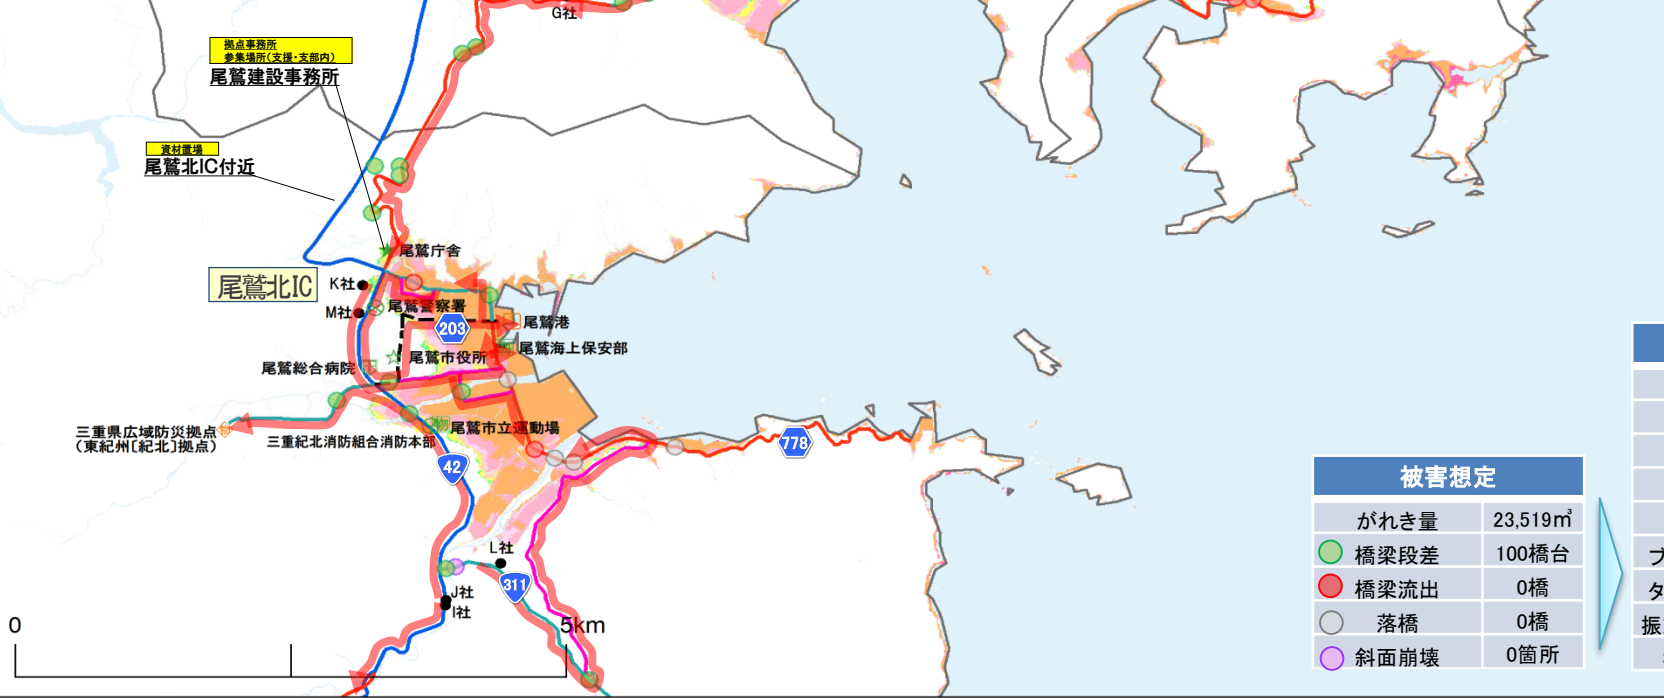 G社
拠点事務所
参集場所(支援・支部内)
尾鷲建設事務所
資材置場
尾鷲北IC付近
尾鷲庁舎
尾鷲北IC
K社
M社
尾鷲警察署
203
尾鷲港
尾鷲海上保安部
尾鷲市役所
尾鷲総合病院
三重県広域防災拠点
(東紀州[紀北]拠点)
尾鷲市立運動場
三重紀北消防組合消防本部
物
778
42
L社
311
J社
I社
0
5km
被害想定
がれき量 23,519㎥
橋梁段差 100橋台
橋梁流出 0橋
落橋 0橋
斜面崩壊 0箇所
ブ
タ
振